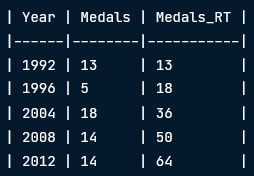 | Year | Medals | Medals_RT |
|------|--------|-----------|
| 1992 | 13     | 13        |
| 1996 | 5      | 18        |
| 2004 | 18     | 36        |
| 2008 | 14     | 50        |
| 2012 | 14     | 64        |